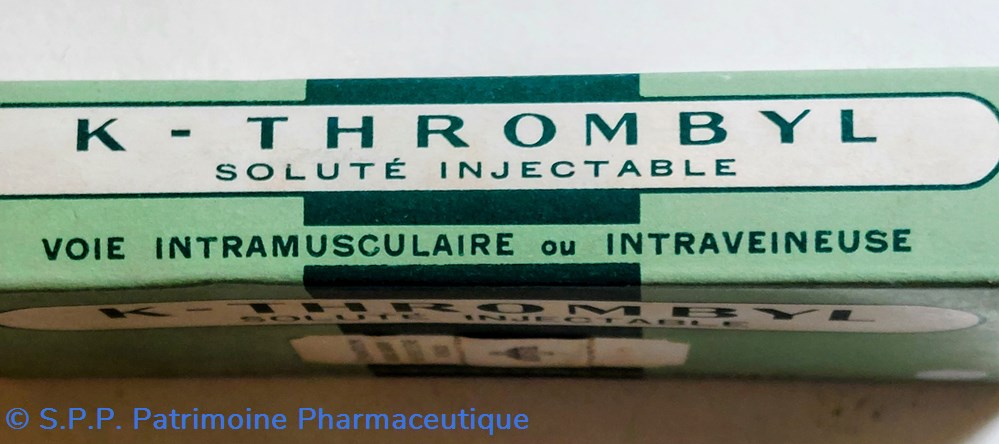 K - THROMBYL
SOLUTÉ INJECTABLE
VOIE INTRAMUSCULAIRE ou INTRAVEINEUSE
K - THROMBYL
SOLUTÉ INJECTABLE
© S.P.P. Patrimoine Pharmaceutique